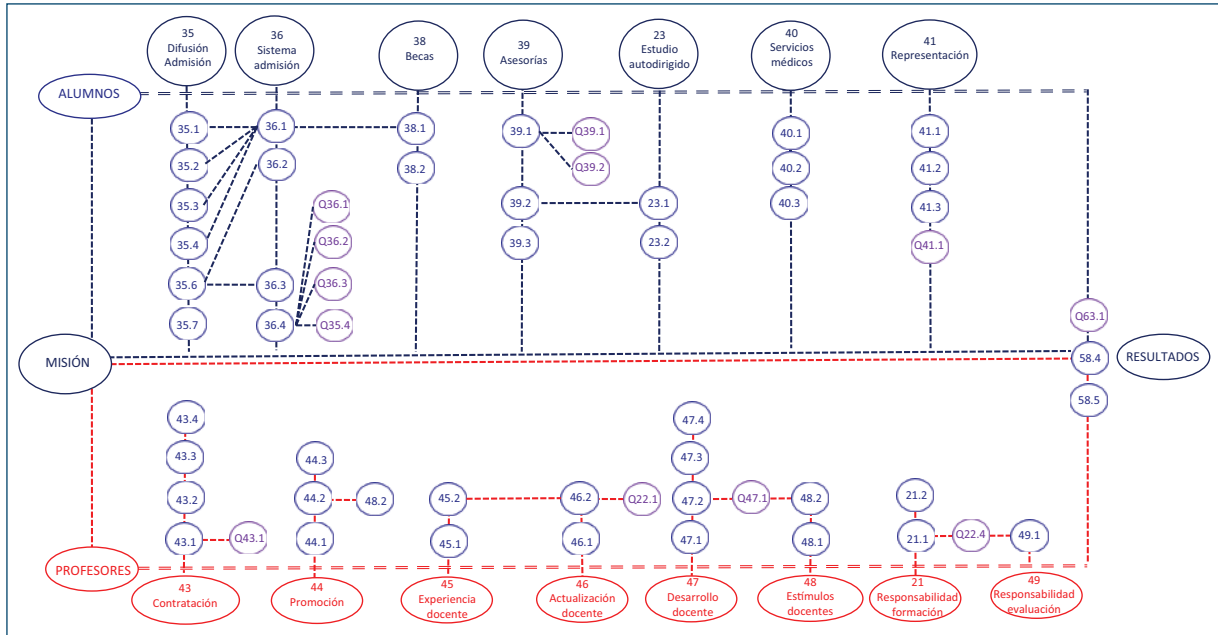 35
Difusión
Admisión
36
Sistema
admisión
38
Becas
39
Asesorías
23
Estudio
autodirigido
40
Servicios
médicos
41
Representación
ALUMNOS
35.1
36.1
38.1
39.1
Q39.1
40.1
41.1
35.2
36.2
38.2
Q39.2
40.2
41.2
35.3
Q36.1
39.2
23.1
40.3
41.3
35.4
Q36.2
39.3
23.2
Q41.1
35.6
36.3
Q36.3
35.7
36.4
Q35.4
Q63.1
MISIÓN
58.4
RESULTADOS
58.5
43.4
47.4
43.3
44.3
47.3
43.2
44.2
48.2
45.2
46.2
Q22.1
47.2
Q47.1
48.2
21.2
43.1
Q43.1
44.1
45.1
46.1
47.1
48.1
21.1
Q22.4
49.1
PROFESORES
43
Contratación
44
Promoción
45
Experiencia
docente
46
Actualización
docente
47
Desarrollo
docente
48
Estímulos
docentes
21
Responsabilidad
formación
49
Responsabilidad
evaluación